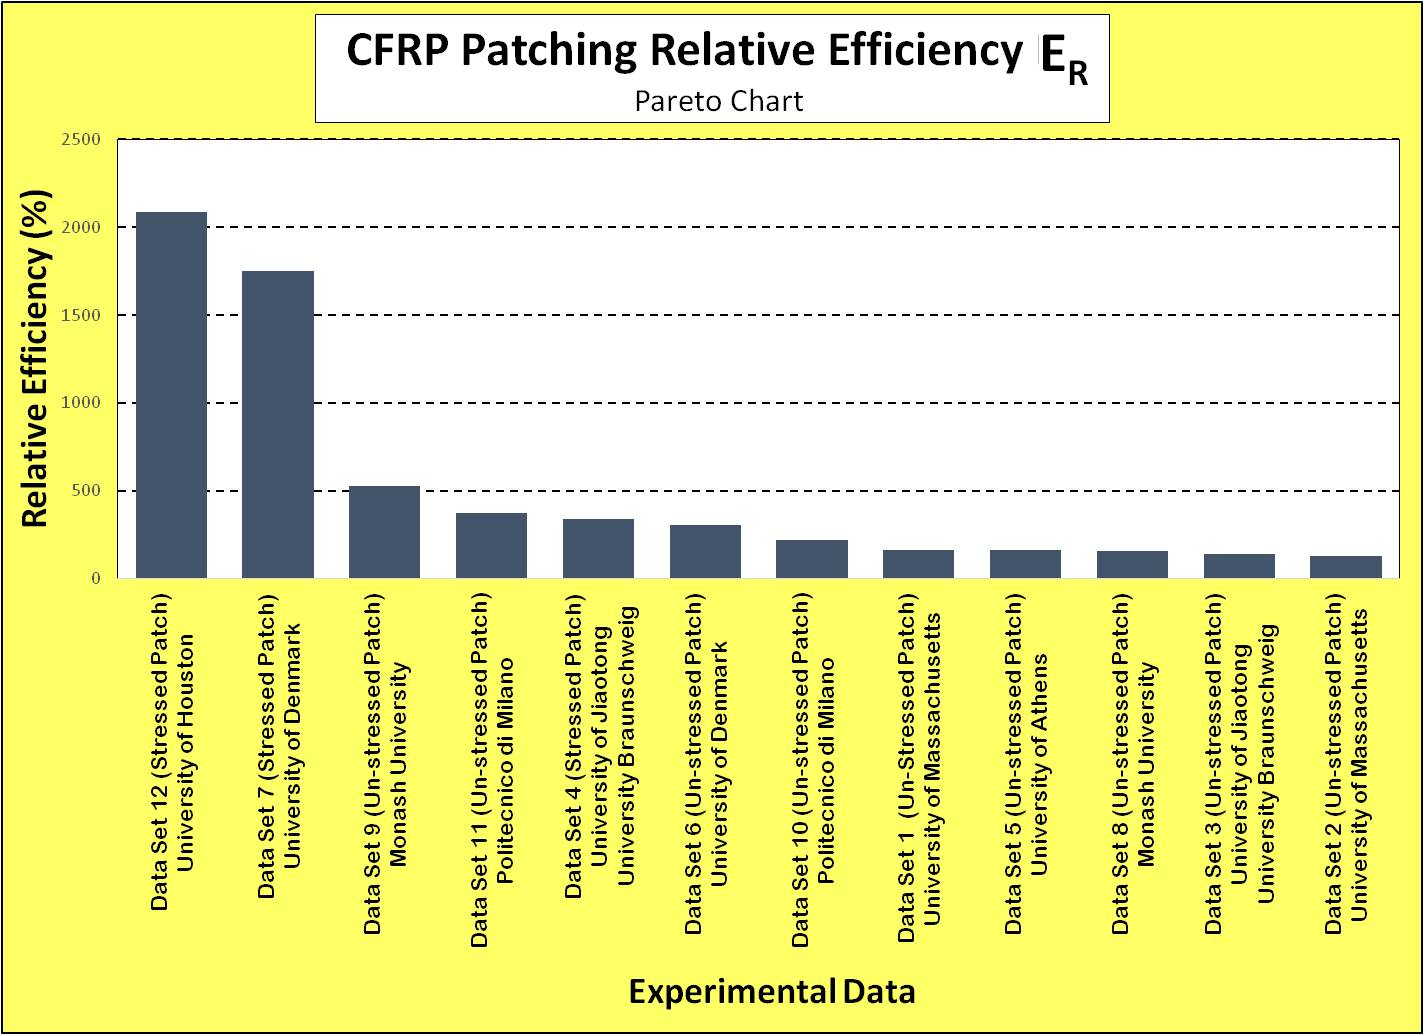 CFRP Patching Relative Efficiency ER
Pareto Chart
Relative Efficiency (%)
2500
2000
1500
1000
500
0
Data Set 12 (Stressed Patch)
University of Houston
Data Set 7 (Stressed Patch)
University of Denmark
Data Set 9 (Un-stressed Patch)
Monash University
Data Set 11 (Un-stressed Patch)
Politecnico di Milano
Data Set 4 (Stressed Patch)
University of Jiaotong
University Braunschweig
Data Set 6 (Un-stressed Patch)
University of Denmark
Data Set 10 (Un-stressed Patch)
Politecnico di Milano
Data Set 1 (Un-Stressed Patch)
University of Massachusetts
Data Set 5 (Un-stressed Patch)
University of Athens
Data Set 8 (Un-stressed Patch)
Monash University
Data Set 3 (Un-stressed Patch)
University of Jiaotong
University Braunschweig
Data Set 2 (Un-stressed Patch)
University of Massachusetts
Experimental Data